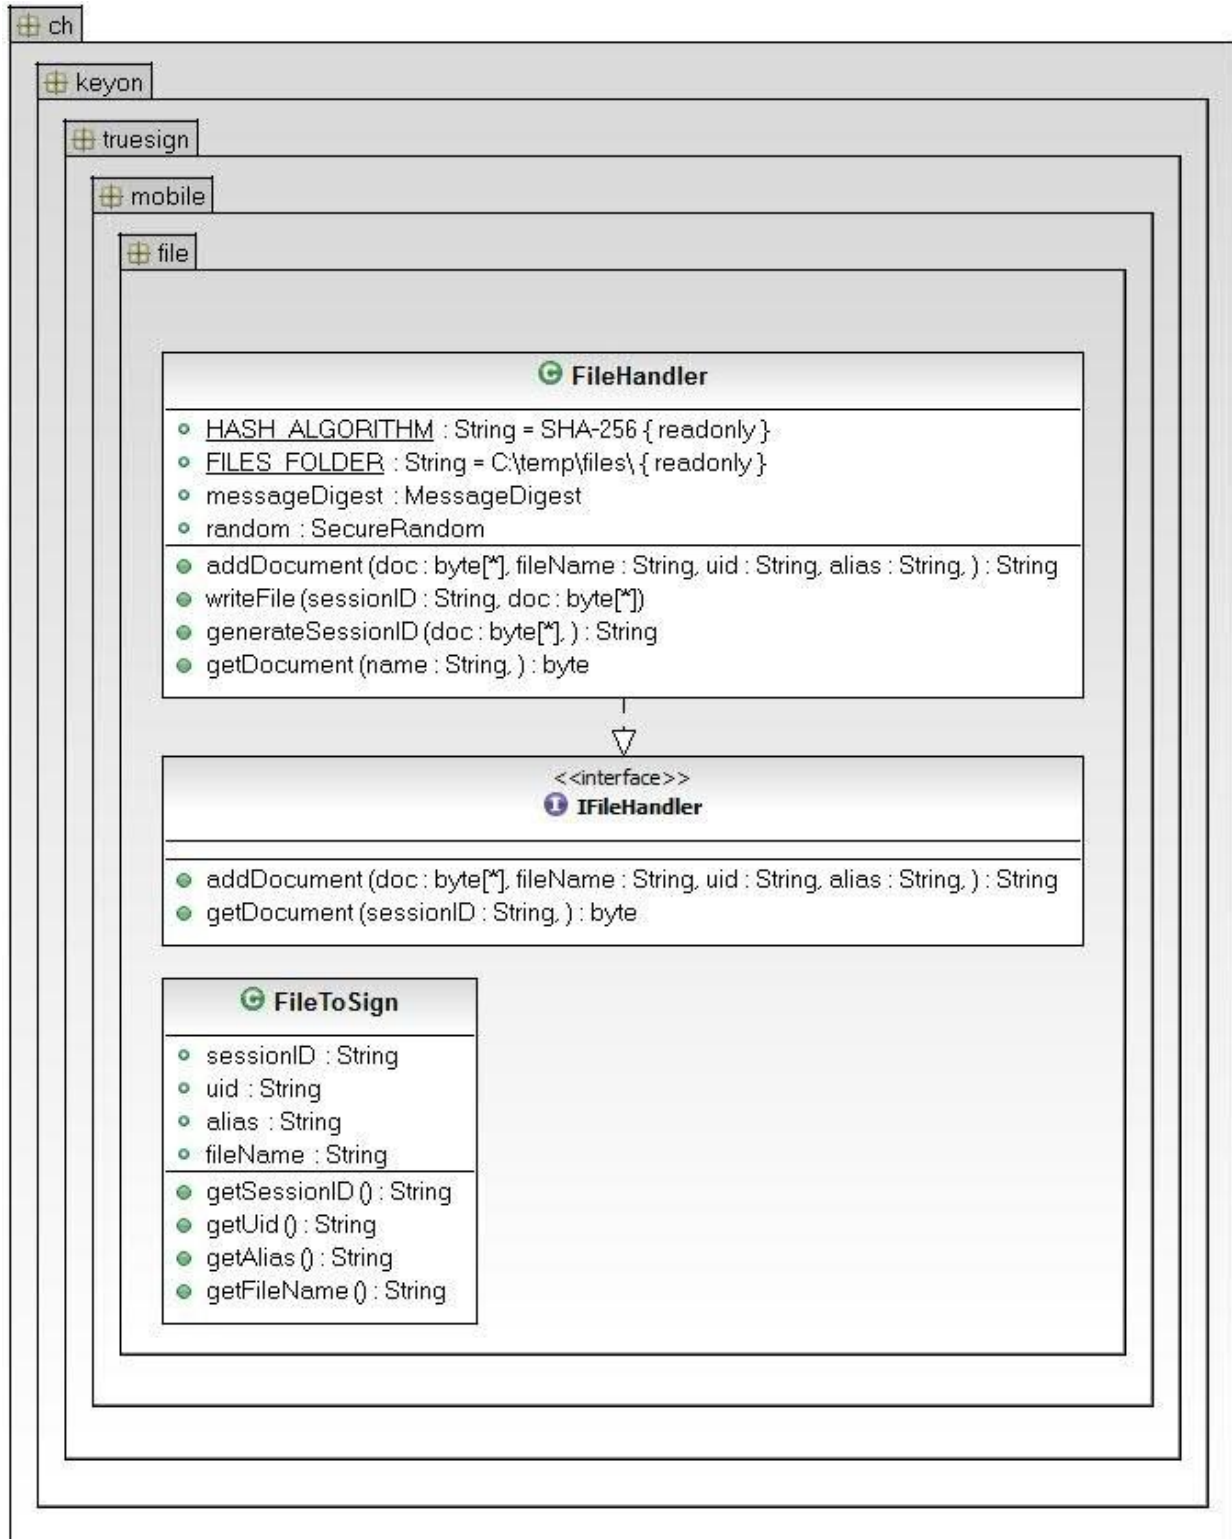 ch
keyon
truesign
mobile
file
FileHandler
HASH_ALGORITHM : String = SHA-256 { readonly }
FILES_FOLDER : String = C:\temp\files\ { readonly }
messageDigest : MessageDigest
random : SecureRandom
addDocument (doc : byte[*], fileName : String, uid : String, alias : String, ) : String
writeFile (sessionID : String, doc : byte[*])
generateSessionID (doc : byte[*], ) : String
getDocument (name : String, ) : byte
<<interface>>
IFileHandler
addDocument (doc : byte[*], fileName : String, uid : String, alias : String, ) : String
getDocument (sessionID : String, ) : byte
FileToSign
sessionID : String
uid : String
alias : String
fileName : String
getSessionID () : String
getUid () : String
getAlias () : String
getFileName () : String